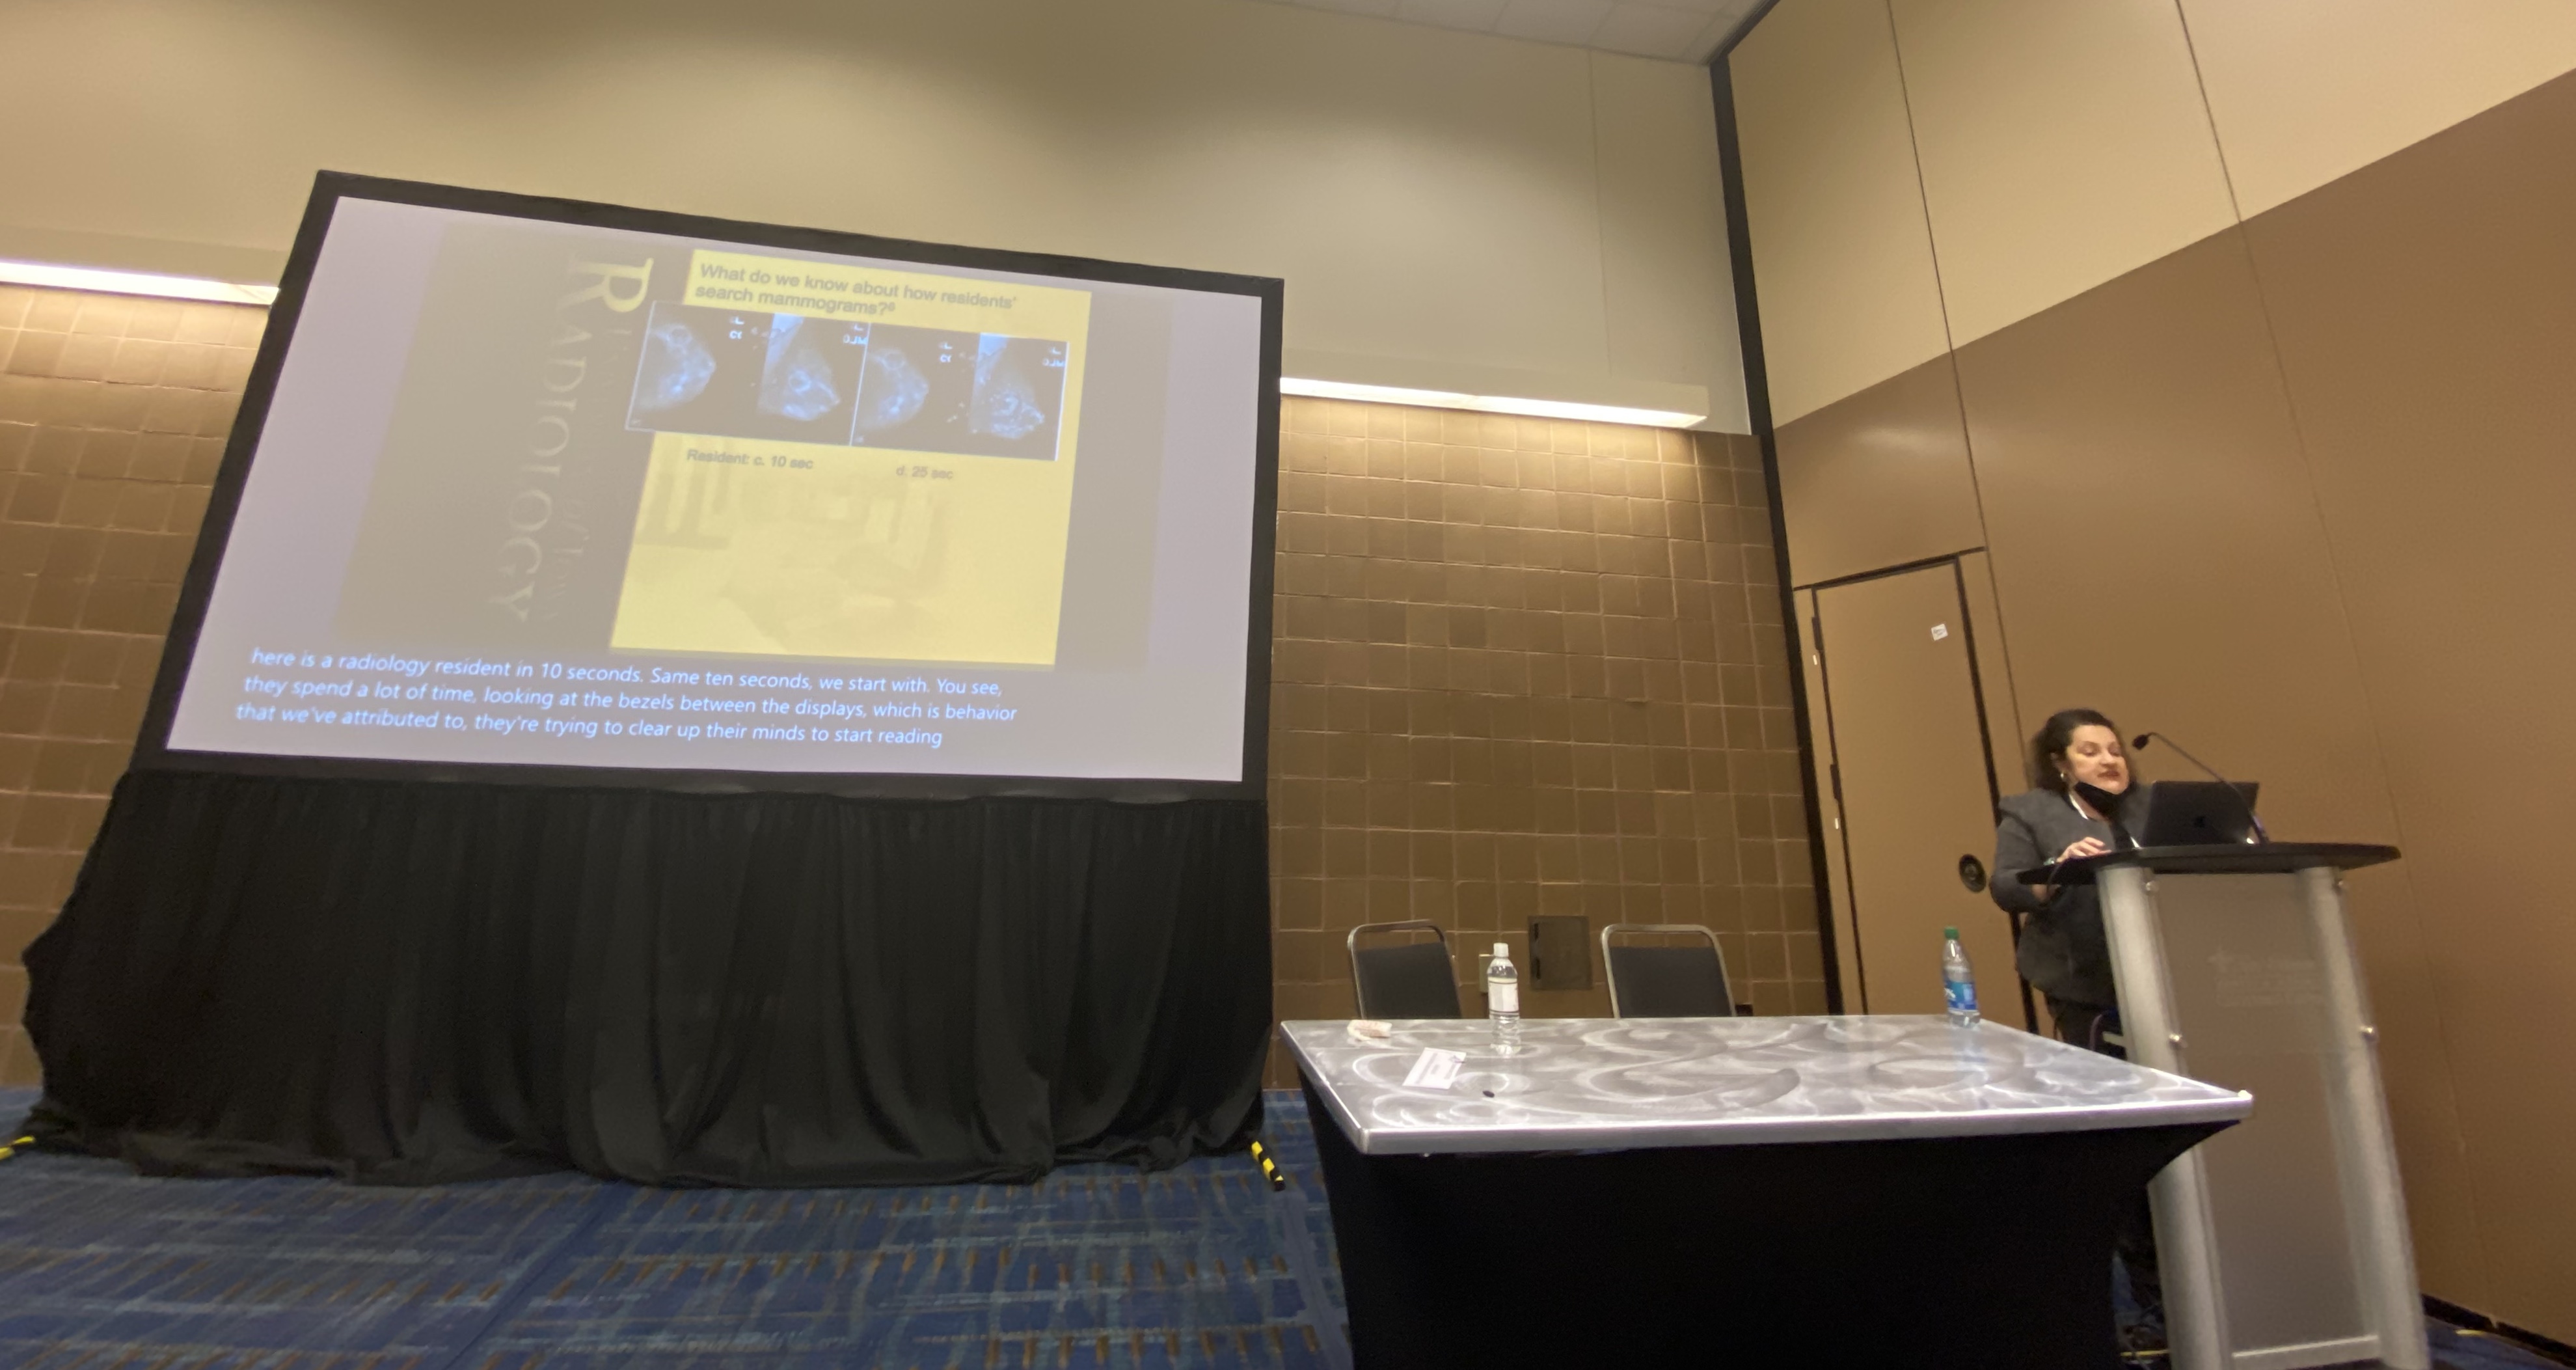 RADIOLOGY
What do we know about how residents'
search mammograms?⁶
Resident: c. 10 sec
d. 25 sec
here is a radiology resident in 10 seconds. Same ten seconds, we start with. You see,
they spend a lot of time, looking at the bezels between the displays, which is behavior
that we've attributed to, they're trying to clear up their minds to start reading